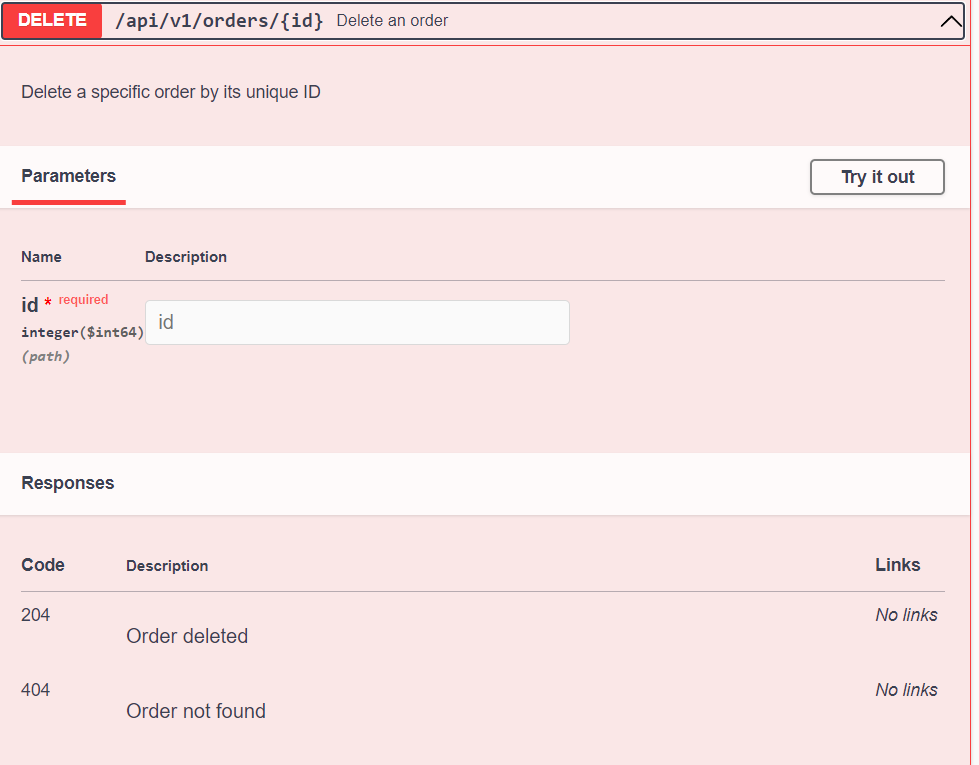 DELETE /api/v1/orders/{id} Delete an order
Delete a specific order by its unique ID
Parameters Try it out
Name Description
id * required
integer($int64)
(path)
id
Responses
Code Description Links
204 No links
Order deleted
404 No links
Order not found